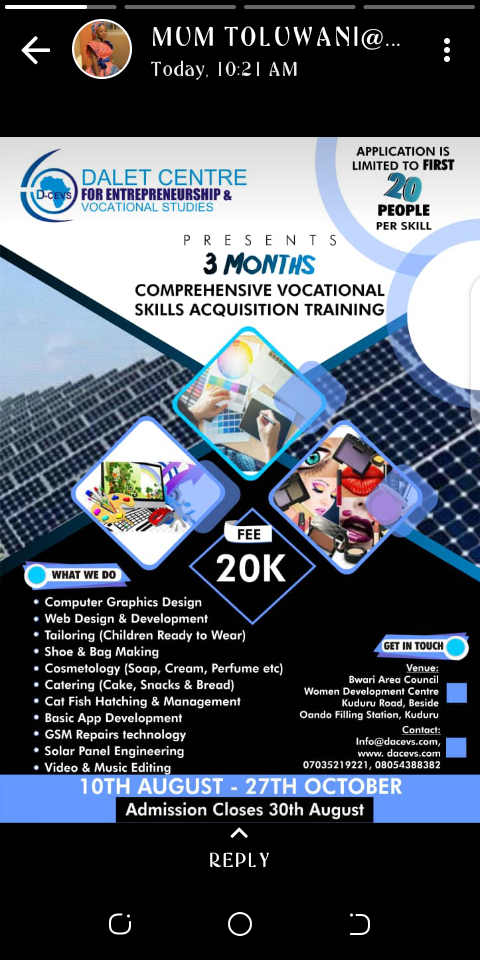 MUM TOLUWANI@...
Today, 10:21 AM
D-CEVS
DALET CENTRE
FOR ENTREPRENEURSHIP &
VOCATIONAL STUDIES
APPLICATION IS
LIMITED TO FIRST
20
PEOPLE
PER SKILL
PRESENTS
3 MONTHS
COMPREHENSIVE VOCATIONAL
SKILLS ACQUISITION TRAINING
FEE
20K
WHAT WE DO
• Computer Graphics Design
• Web Design & Development
• Tailoring (Children Ready to Wear)
• Shoe & Bag Making
• Cosmetology (Soap, Cream, Perfume etc)
• Catering (Cake, Snacks & Bread)
• Cat Fish Hatching & Management
• Basic App Development
• GSM Repairs technology
• Solar Panel Engineering
• Video & Music Editing
GET IN TOUCH
Venue:
Bwari Area Council
Women Development Centre
Kuduru Road, Beside
Oando Filling Station, Kuduru
Contact:
Info@dacevs.com,
www. dacevs.com
07035219221, 08054388382
10TH AUGUST - 27TH OCTOBER
Admission Closes 30th August
REPLY